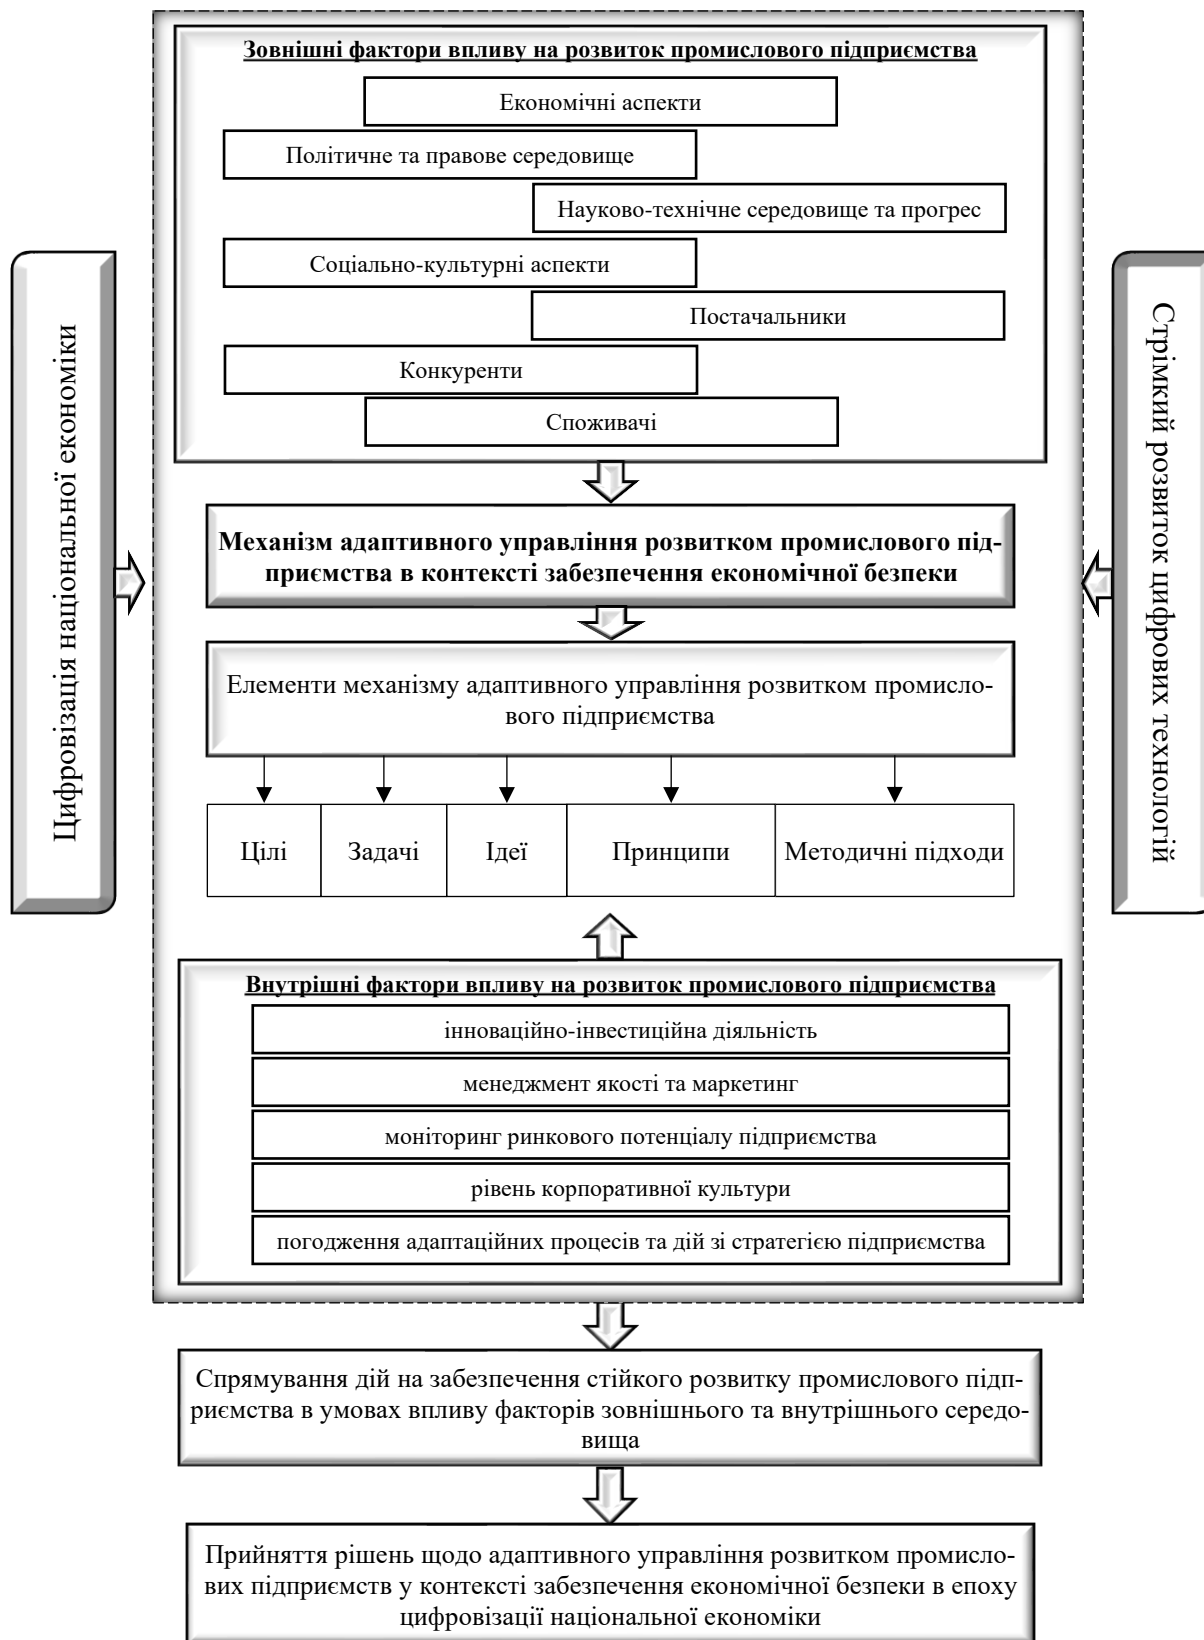 Зовнішні фактори впливу на розвиток промислового підприємства
Економічні аспекти
Політичне та правове середовище
Науково-технічне середовище та прогрес
Соціально-культурні аспекти
Постачальники
Конкуренти
Споживачі
Цифровізація національної економіки
Стрімкий розвиток цифрових технологій
Механізм адаптивного управління розвитком промислового під-
приємства в контексті забезпечення економічної безпеки
Елементи механізму адаптивного управління розвитком промисло-
вого підприємства
Цілі
Задачі
Ідеї
Принципи
Методичні підходи
Внутрішні фактори впливу на розвиток промислового підприємства
інноваційно-інвестиційна діяльність
менеджмент якості та маркетинг
моніторинг ринкового потенціалу підприємства
рівень корпоративної культури
погодження адаптаційних процесів та дій зі стратегією підприємства
Спрямування дій на забезпечення стійкого розвитку промислового підп-
риємства в умовах впливу факторів зовнішнього та внутрішнього середо-
вища
Прийняття рішень щодо адаптивного управління розвитком промисло-
вих підприємств у контексті забезпечення економічної безпеки в епоху
цифровізації національної економіки